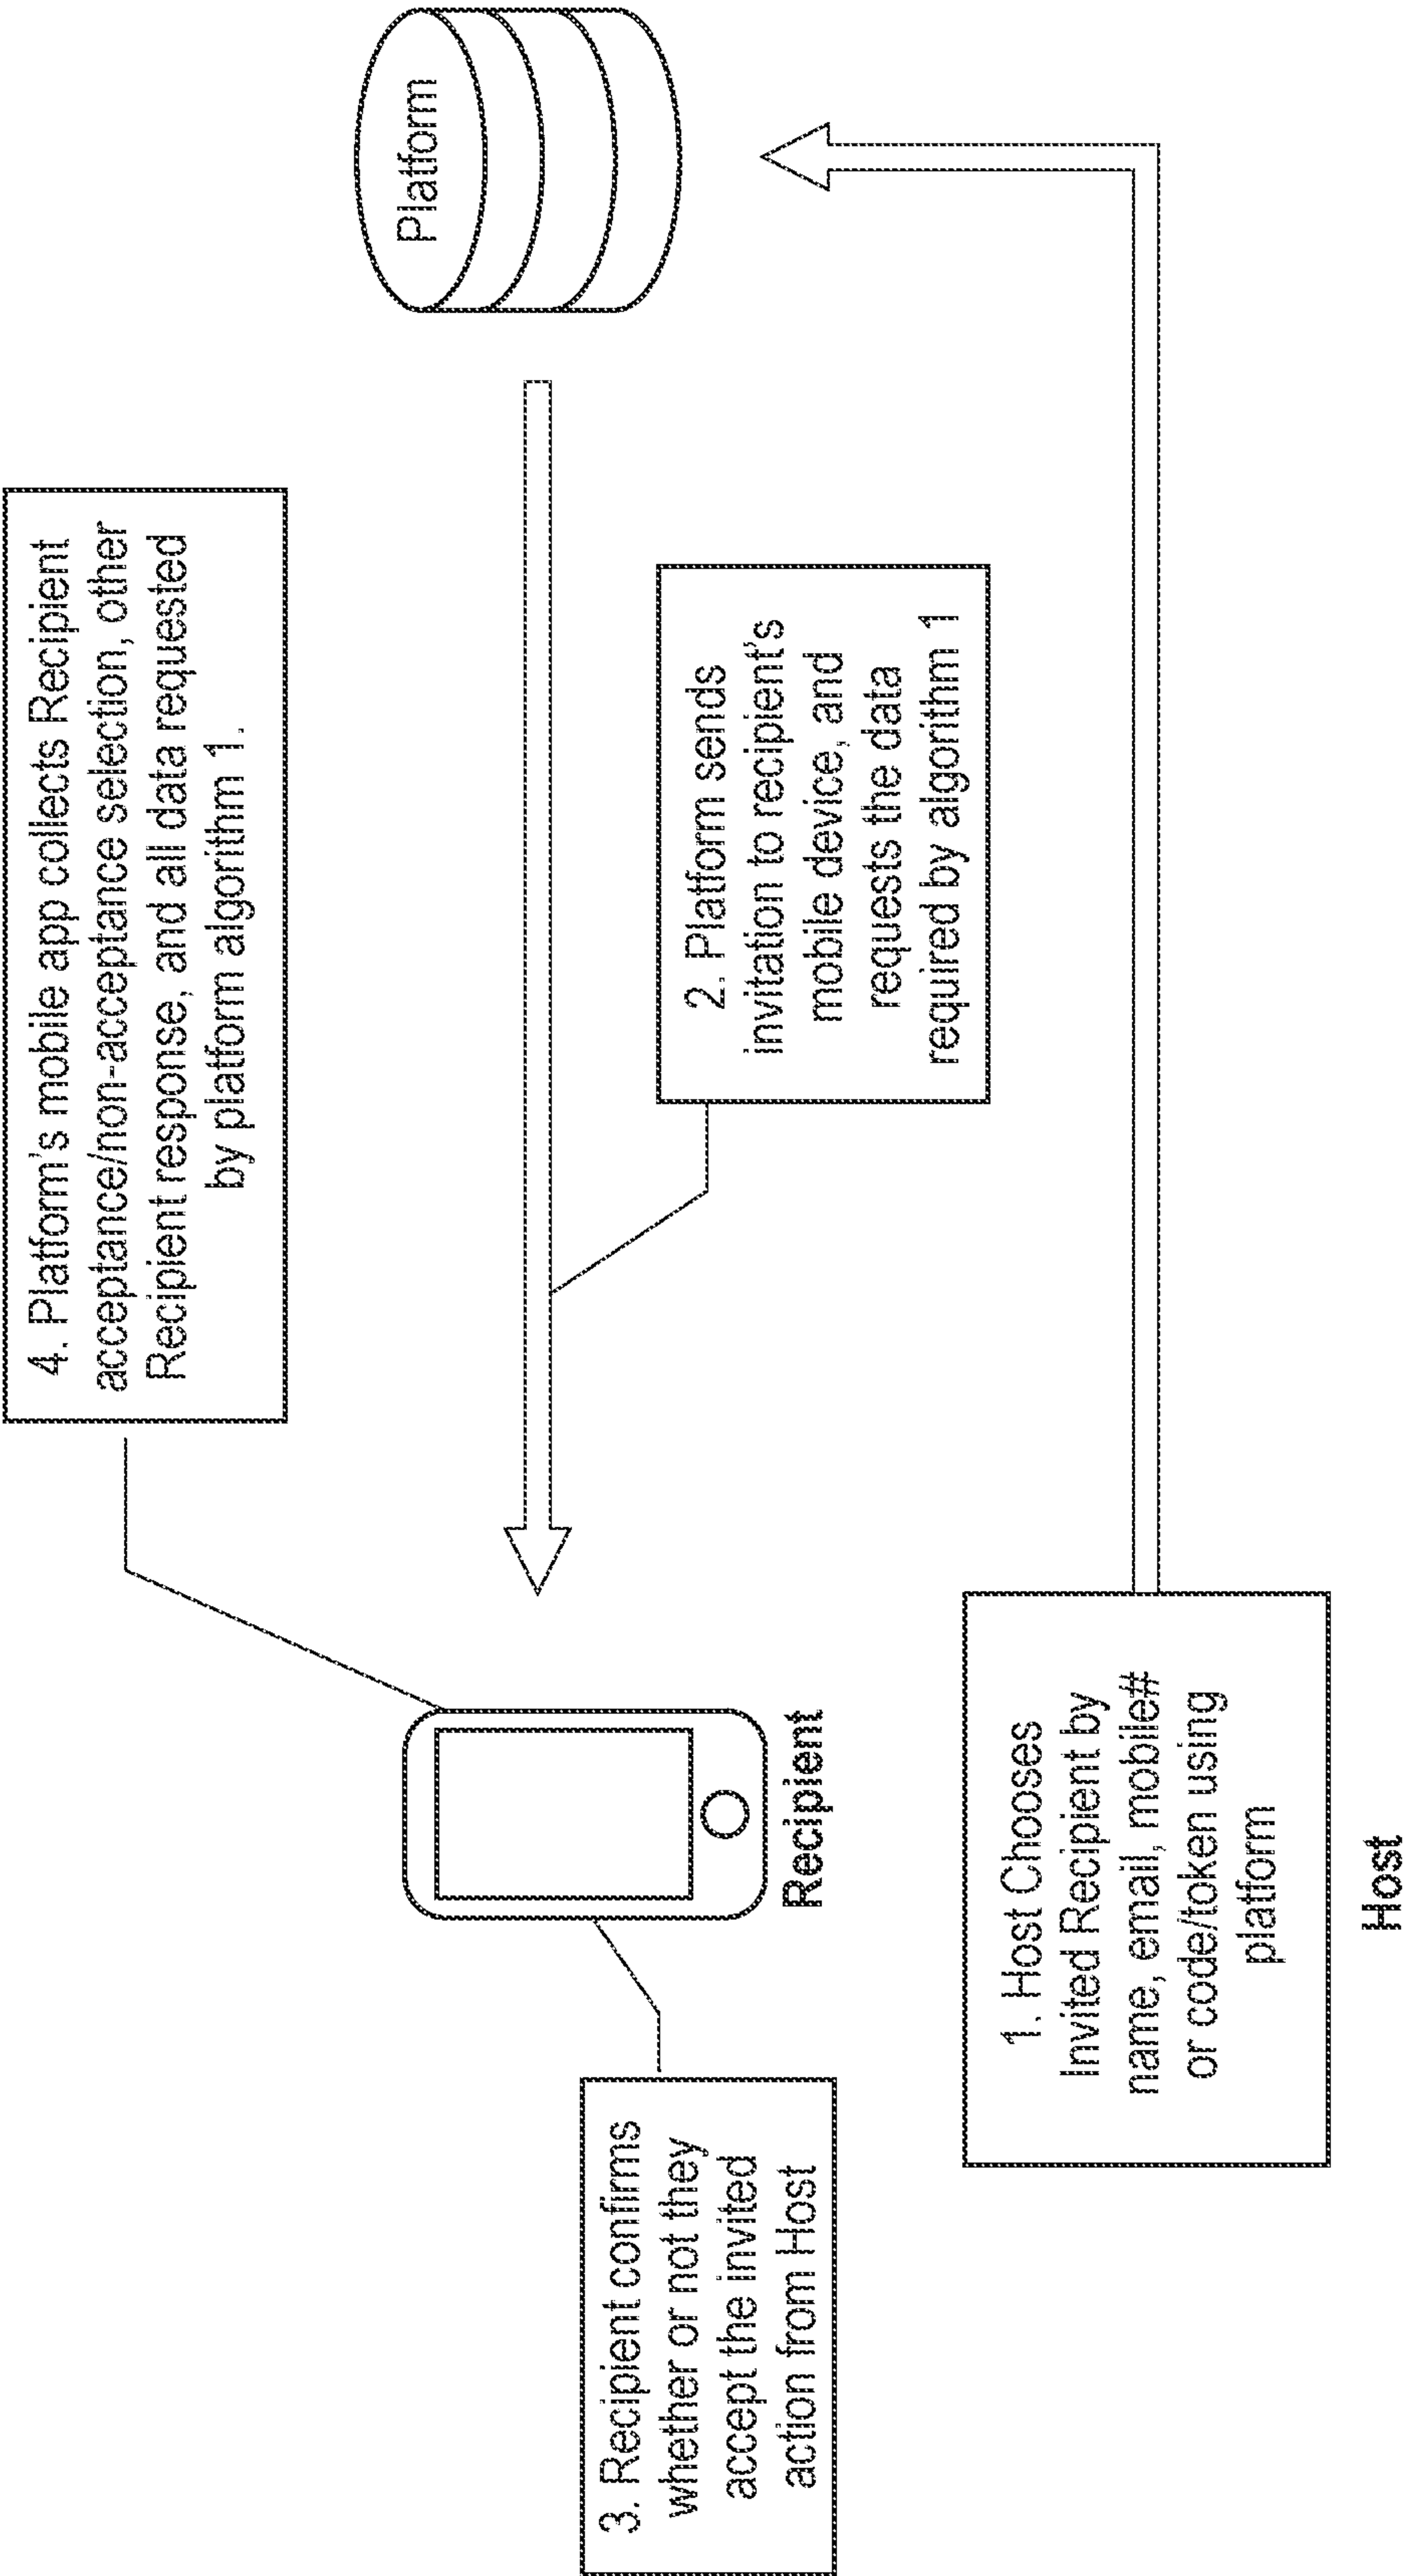 4. Platform's mobile app collects Recipient
acceptance/non-acceptance selection, other
Recipient response, and all data requested
by platform algorithm 1.
Platform
2. Platform sends
invitation to recipient's
mobile device, and
requests the data
required by algorithm 1
3. Recipient confirms
whether or not they
accept the invited
action from Host
Recipient
1. Host Chooses
Invited Recipient by
name, email, mobile#
or code/token using
platform
Host